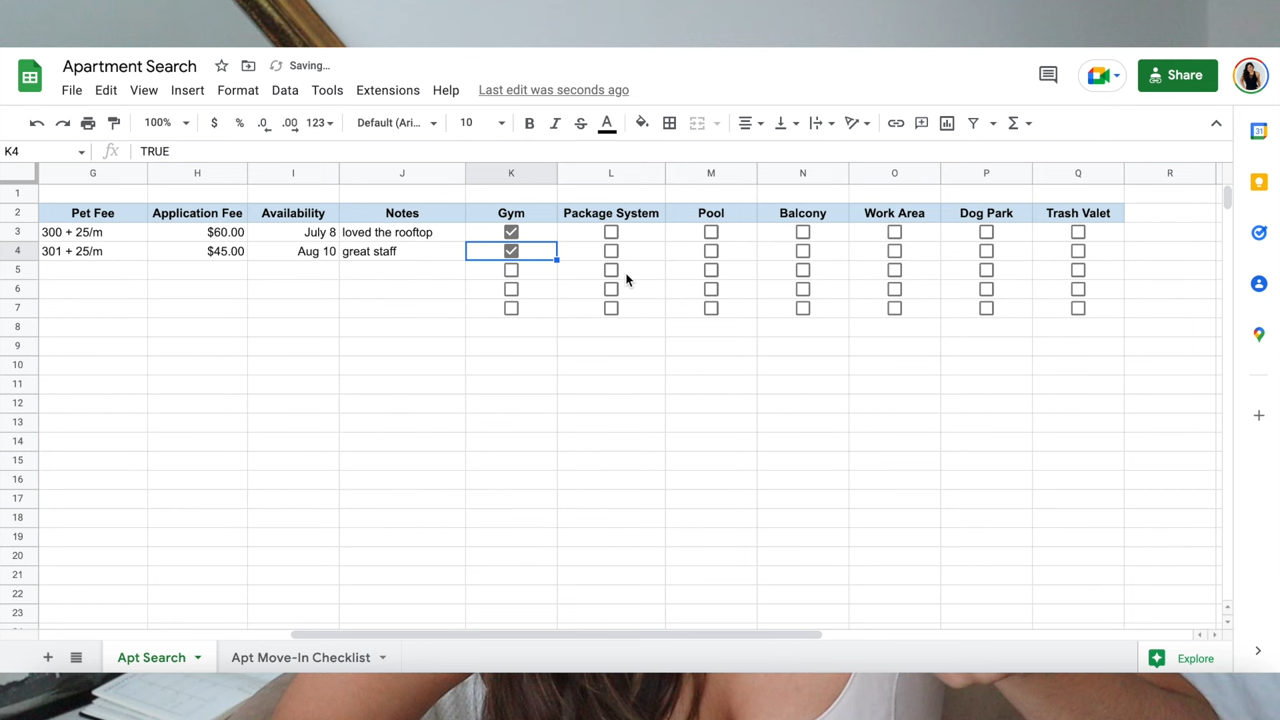 Apartment Search Saving…
File Edit View Insert Format Data Tools Extensions Help Last edit was seconds ago
Share
100% $ % .0 .00 123 Default (Ari... 10 B I S A
K4 fx TRUE
G H I J K L M N O P Q R
1
2 Pet Fee Application Fee Availability Notes Gym Package System Pool Balcony Work Area Dog Park Trash Valet
3 300 + 25/m $60.00 July 8 loved the rooftop
4 301 + 25/m $45.00 Aug 10 great staff
5
6
7
8
9
10
11
12
13
14
15
16
17
18
19
20
21
22
23
Apt Search Apt Move-In Checklist Explore